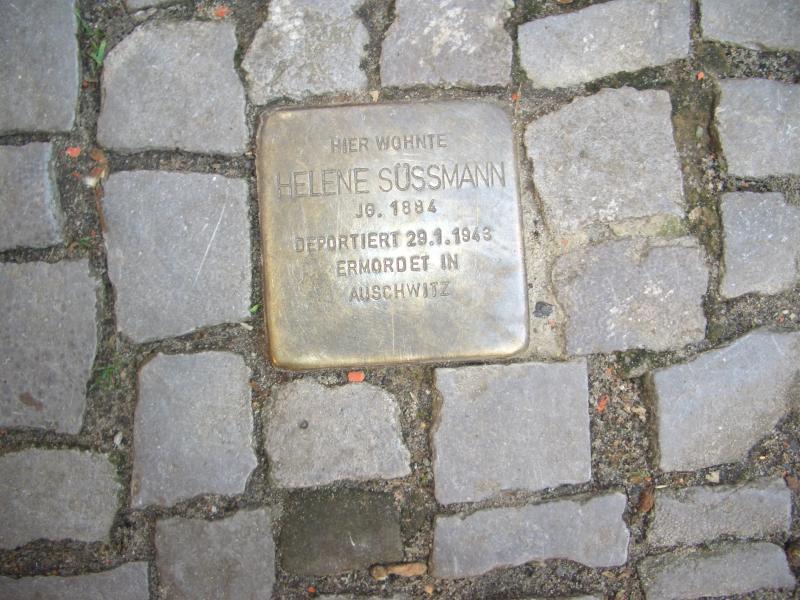 HIER WOHNTE
HELENE SÜSSMANN
JG. 1884
DEPORTIERT 29.1.1943
ERMORDET IN
AUSCHWITZ